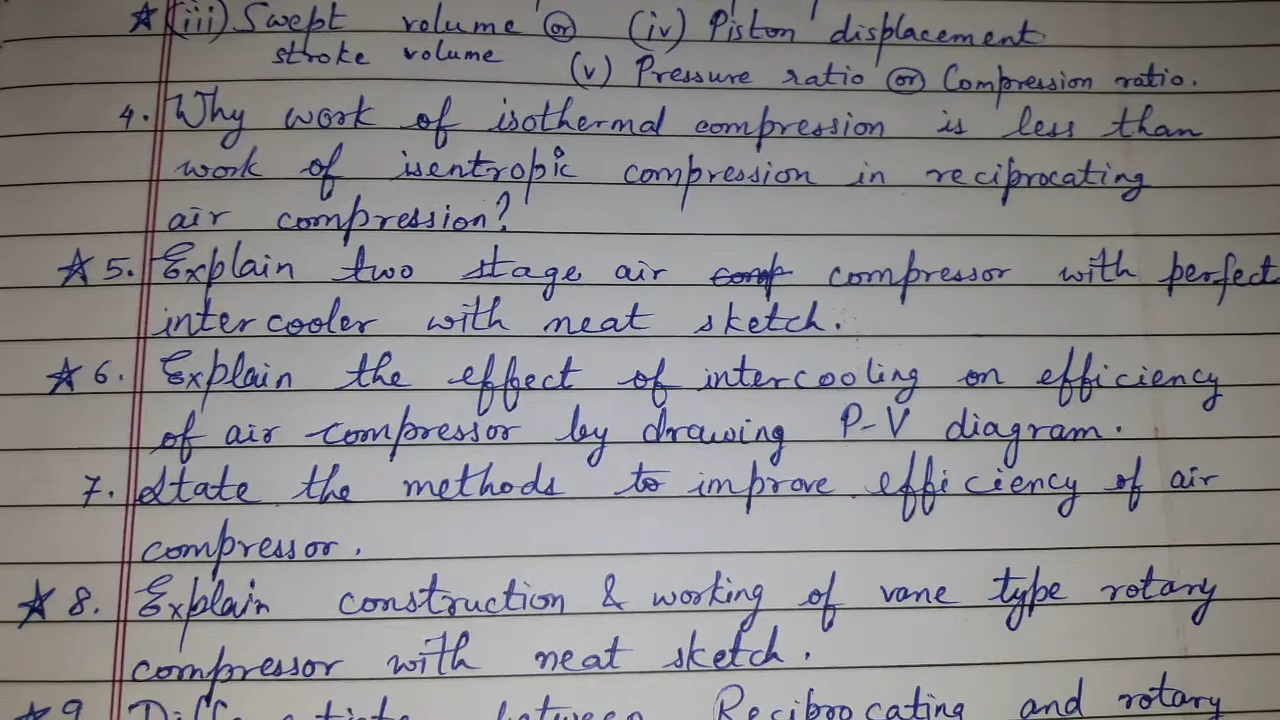 ★ (iii) Swept volume or (iv) Piston displacement
stroke volume (v) Pressure ratio or Compression ratio.
4. Why work of isothermal compression is less than
work of isentropic compression in reciprocating
air compression?
★ 5. Explain two stage air compressor with perfect
intercooler with neat sketch.
★ 6. Explain the effect of intercooling on efficiency
of air compressor by drawing P-V diagram.
7. State the methods to improve efficiency of air
compressor.
★ 8. Explain construction & working of vane type rotary
compressor with neat sketch.
★ 9 between Reciprocating and rotary